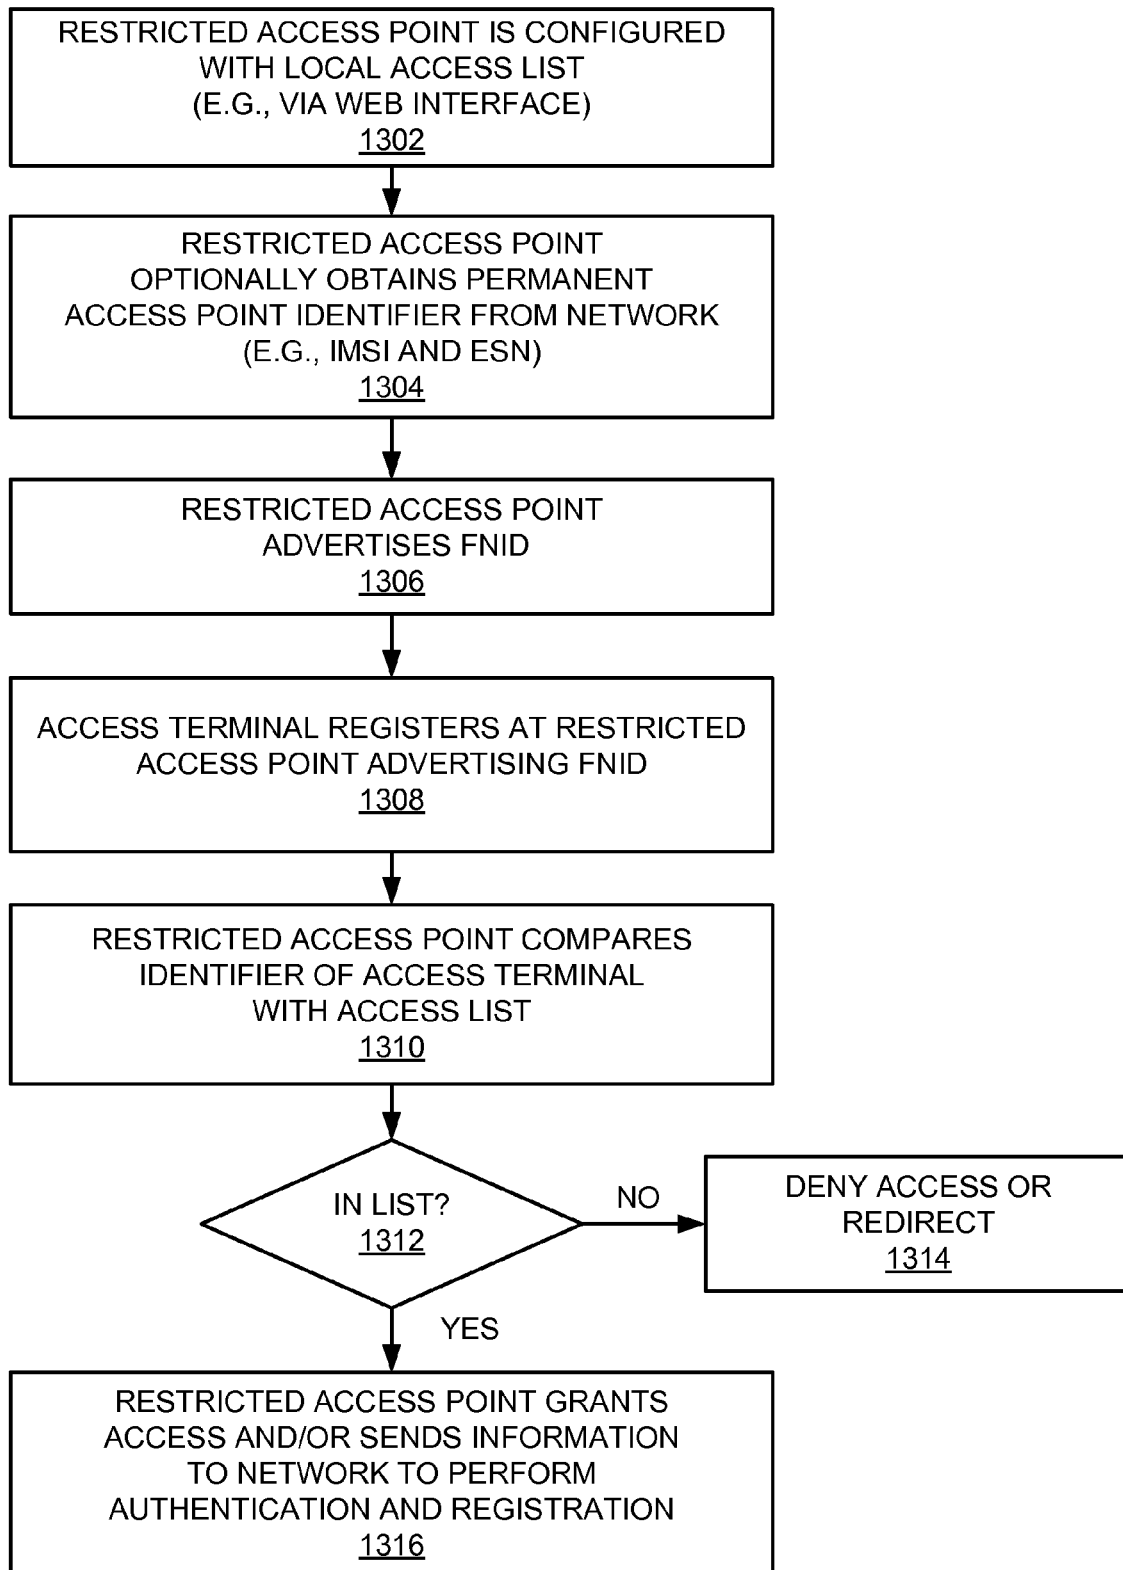 RESTRICTED ACCESS POINT IS CONFIGURED
WITH LOCAL ACCESS LIST
(E.G., VIA WEB INTERFACE)
1302
RESTRICTED ACCESS POINT
OPTIONALLY OBTAINS PERMANENT
ACCESS POINT IDENTIFIER FROM NETWORK
(E.G., IMSI AND ESN)
1304
RESTRICTED ACCESS POINT
ADVERTISES FNID
1306
ACCESS TERMINAL REGISTERS AT RESTRICTED
ACCESS POINT ADVERTISING FNID
1308
RESTRICTED ACCESS POINT COMPARES
IDENTIFIER OF ACCESS TERMINAL
WITH ACCESS LIST
1310
IN LIST?
1312
NO
DENY ACCESS OR
REDIRECT
1314
YES
RESTRICTED ACCESS POINT GRANTS
ACCESS AND/OR SENDS INFORMATION
TO NETWORK TO PERFORM
AUTHENTICATION AND REGISTRATION
1316